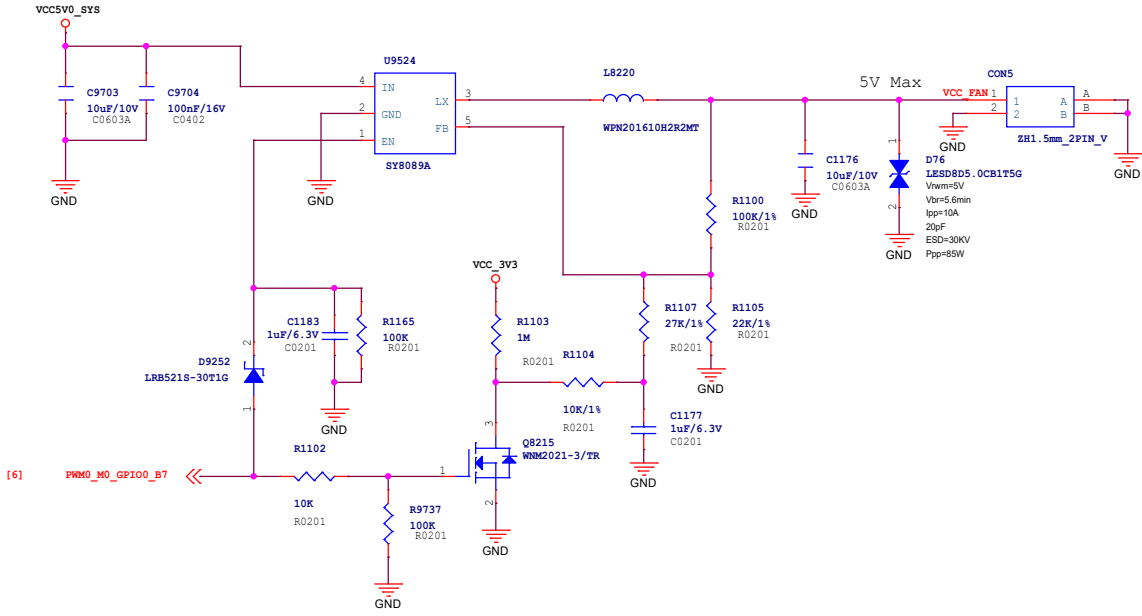 VCC5V0_SYS
C9703
10uF/10V
C0603A
C9704
100nF/16V
C0402
GND
U9524
4 IN
2 GND
1 EN
LX 3
FB 5
SY8089A
GND
L8220
WPN201610H2R2MT
5V Max
VCC_FAN
CON5
1 1
2 2
A A
B B
ZH1.5mm_2PIN_V
GND
GND
C1176
10uF/10V
C0603A
GND
1
2
D76
LESD8D5.0CB1T5G
Vrwm=5V
Vbr=5.6min
Ipp=10A
20pF
ESD=30KV
Ppp=85W
GND
R1100
100K/1%
R0201
VCC_3V3
R1103
1M
R0201
R1104
10K/1%
R0201
R1107
27K/1%
R0201
R1105
22K/1%
R0201
GND
C1177
1uF/6.3V
C0201
GND
C1183
1uF/6.3V
C0201
R1165
100K
R0201
GND
2
D9252
LRB521S-30T1G
1
[6] PWM0_M0_GPIO0_B7
R1102
10K
R0201
R9737
100K
R0201
GND
3
1
2
Q8215
WNM2021-3/TR
GND